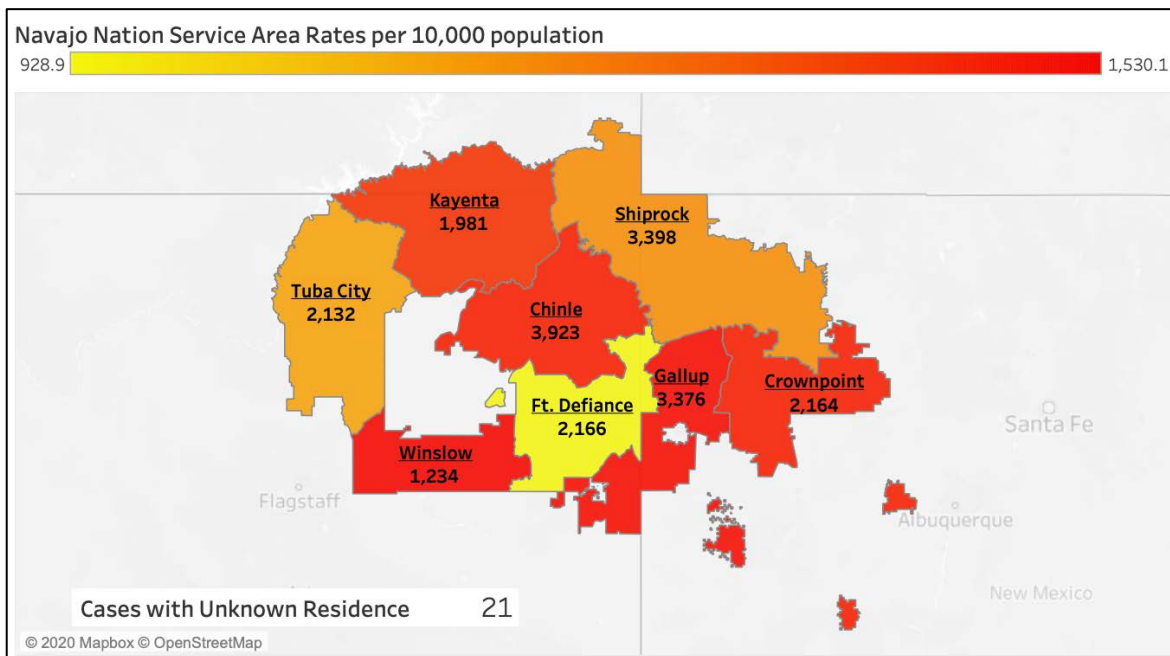 Navajo Nation Service Area Rates per 10,000 population
928.9 1,530.1
Kayenta
1,981
Shiprock
3,398
Tuba City
2,132
Chinle
3,923
Gallup
3,376
Crownpoint
2,164
Ft. Defiance
2,166
Winslow
1,234
Santa Fe
Flagstaff
Albuquerque
New Mexico
Cases with Unknown Residence 21
© 2020 Mapbox © OpenStreetMap